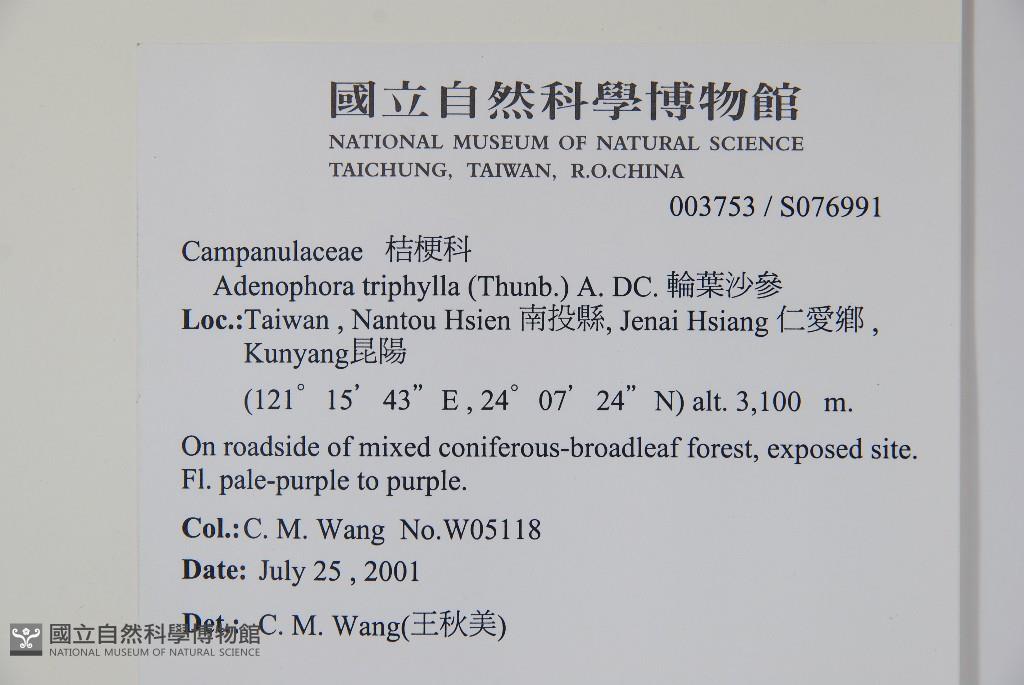 國立自然科學博物館
NATIONAL MUSEUM OF NATURAL SCIENCE
TAICHUNG, TAIWAN, R.O.CHINA
003753 / S076991
Campanulaceae 桔梗科
Adenophora triphylla (Thunb.) A. DC. 輪葉沙參
Loc.:Taiwan , Nantou Hsien 南投縣, Jenai Hsiang 仁愛鄉 ,
Kunyang昆陽
(121° 15’ 43” E , 24° 07’ 24” N) alt. 3,100 m.
On roadside of mixed coniferous-broadleaf forest, exposed site.
Fl. pale-purple to purple.
Col.:C. M. Wang No.W05118
Date: July 25 , 2001
Det.: C. M. Wang(王秋美)
國立自然科學博物館
NATIONAL MUSEUM OF NATURAL SCIENCE